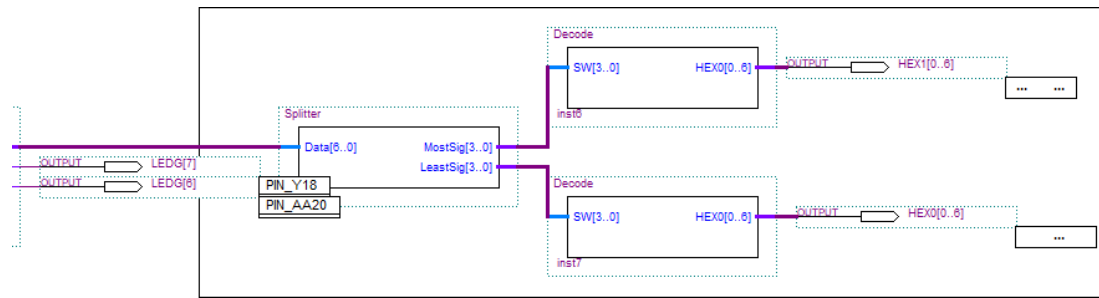 Decode
SW[3..0]
HEX0[0..6]
inst6
OUTPUT
HEX1[0..6]
...
...
Splitter
Data[6..0]
MostSig[3..0]
LeastSig[3..0]
OUTPUT
LEDG[7]
OUTPUT
LEDG[6]
PIN_Y18
PIN_AA20
Decode
SW[3..0]
HEX0[0..6]
inst7
OUTPUT
HEX0[0..6]
...